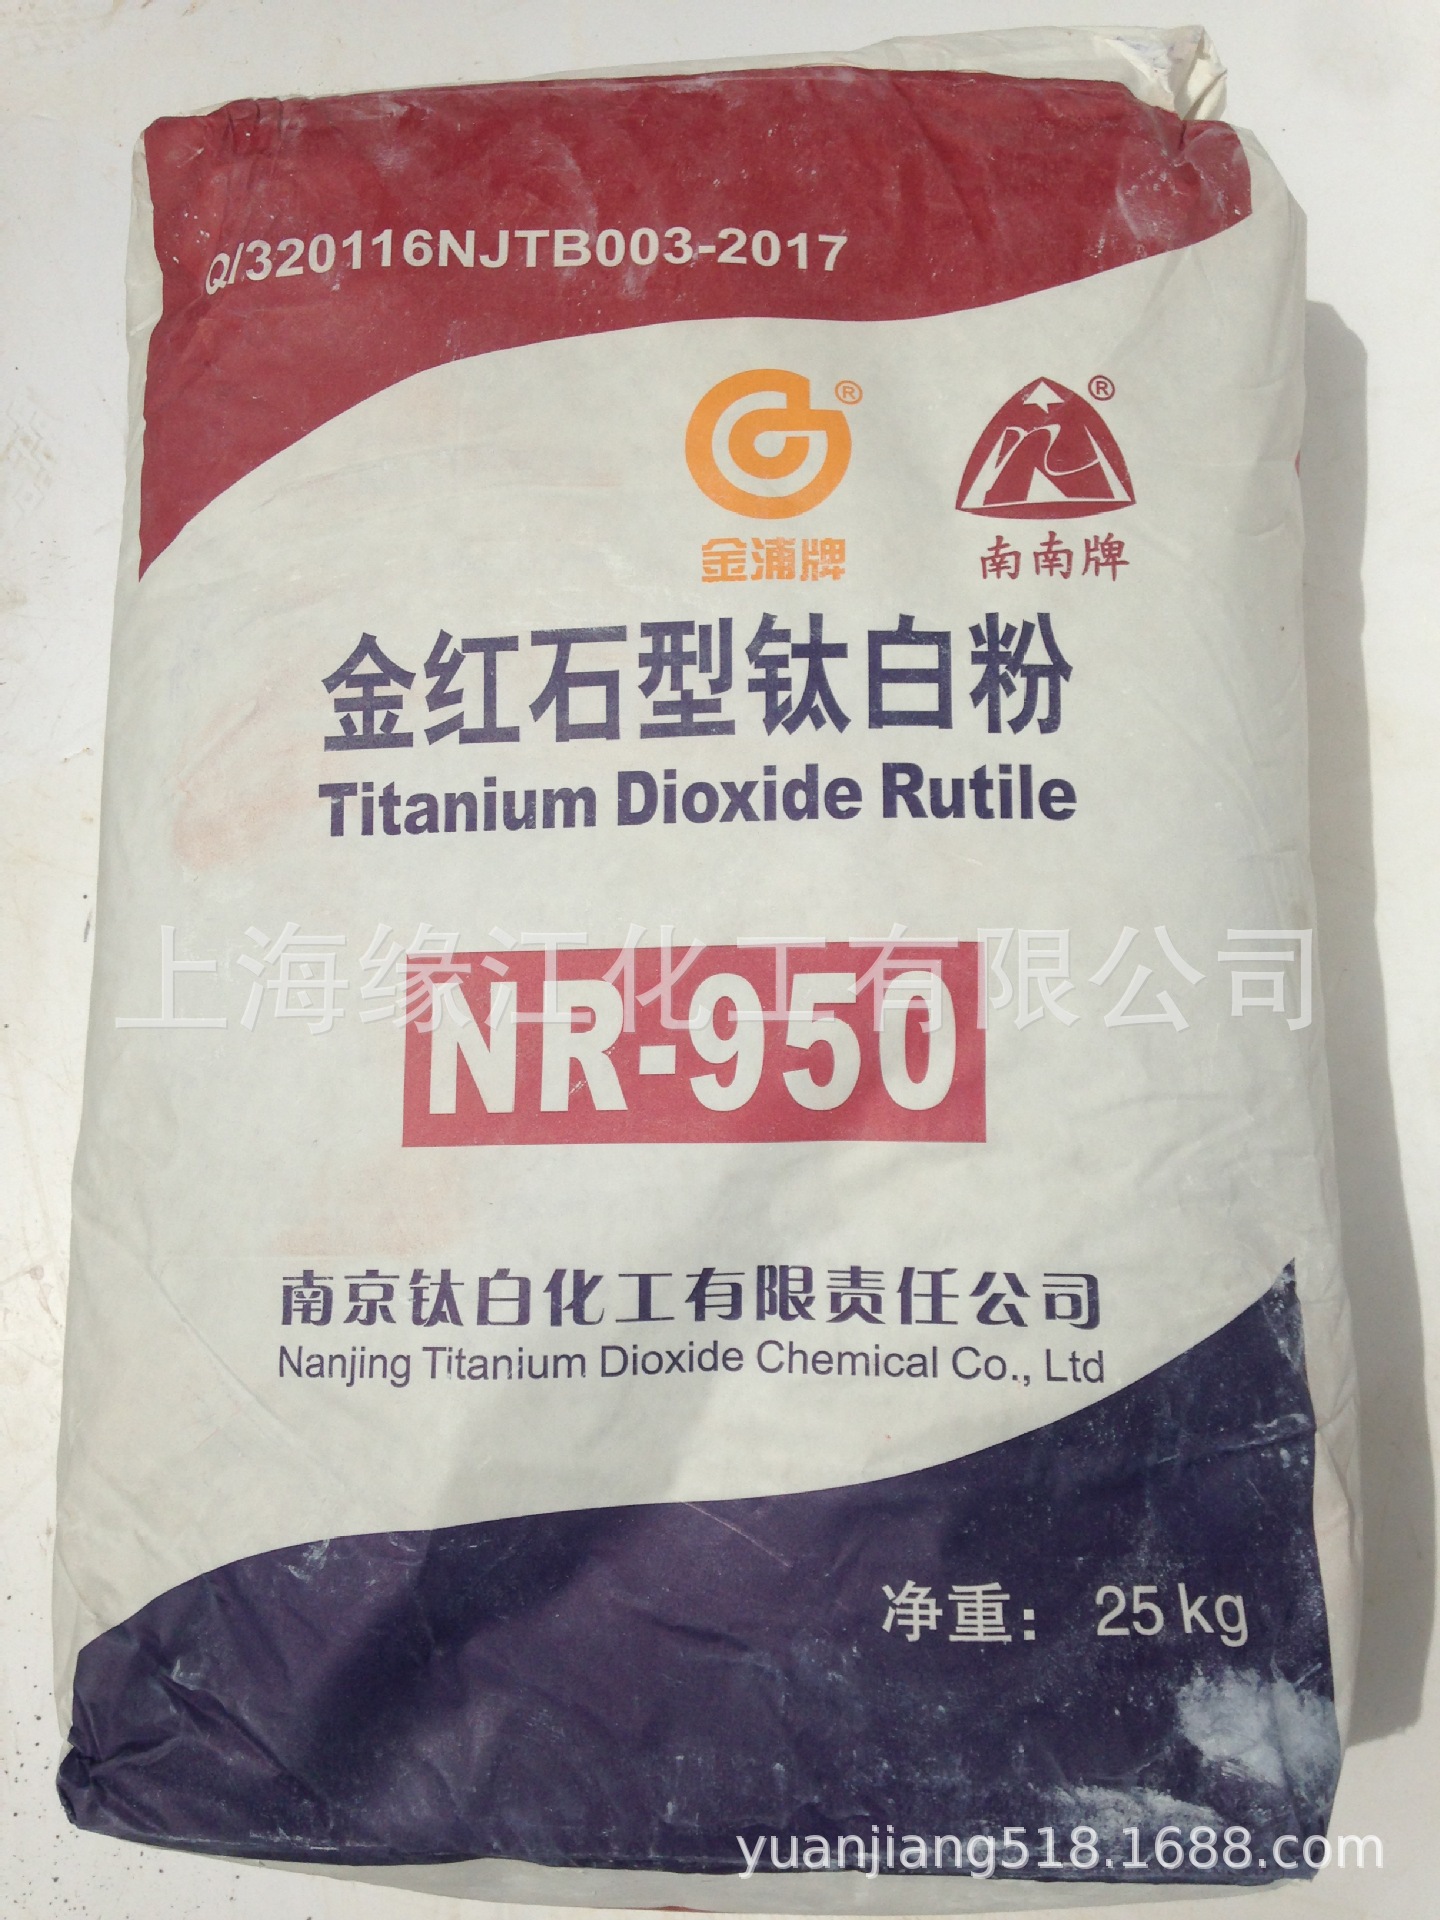 Q/320116NJTB003-2017
®
®
金浦牌
南南牌
金红石型钛白粉
Titanium Dioxide Rutile
上海缘江化工有限公司
NR-950
南京钛白化工有限责任公司
Nanjing Titanium Dioxide Chemical Co., Ltd
净重： 25kg
yuanjiang518.1688.com